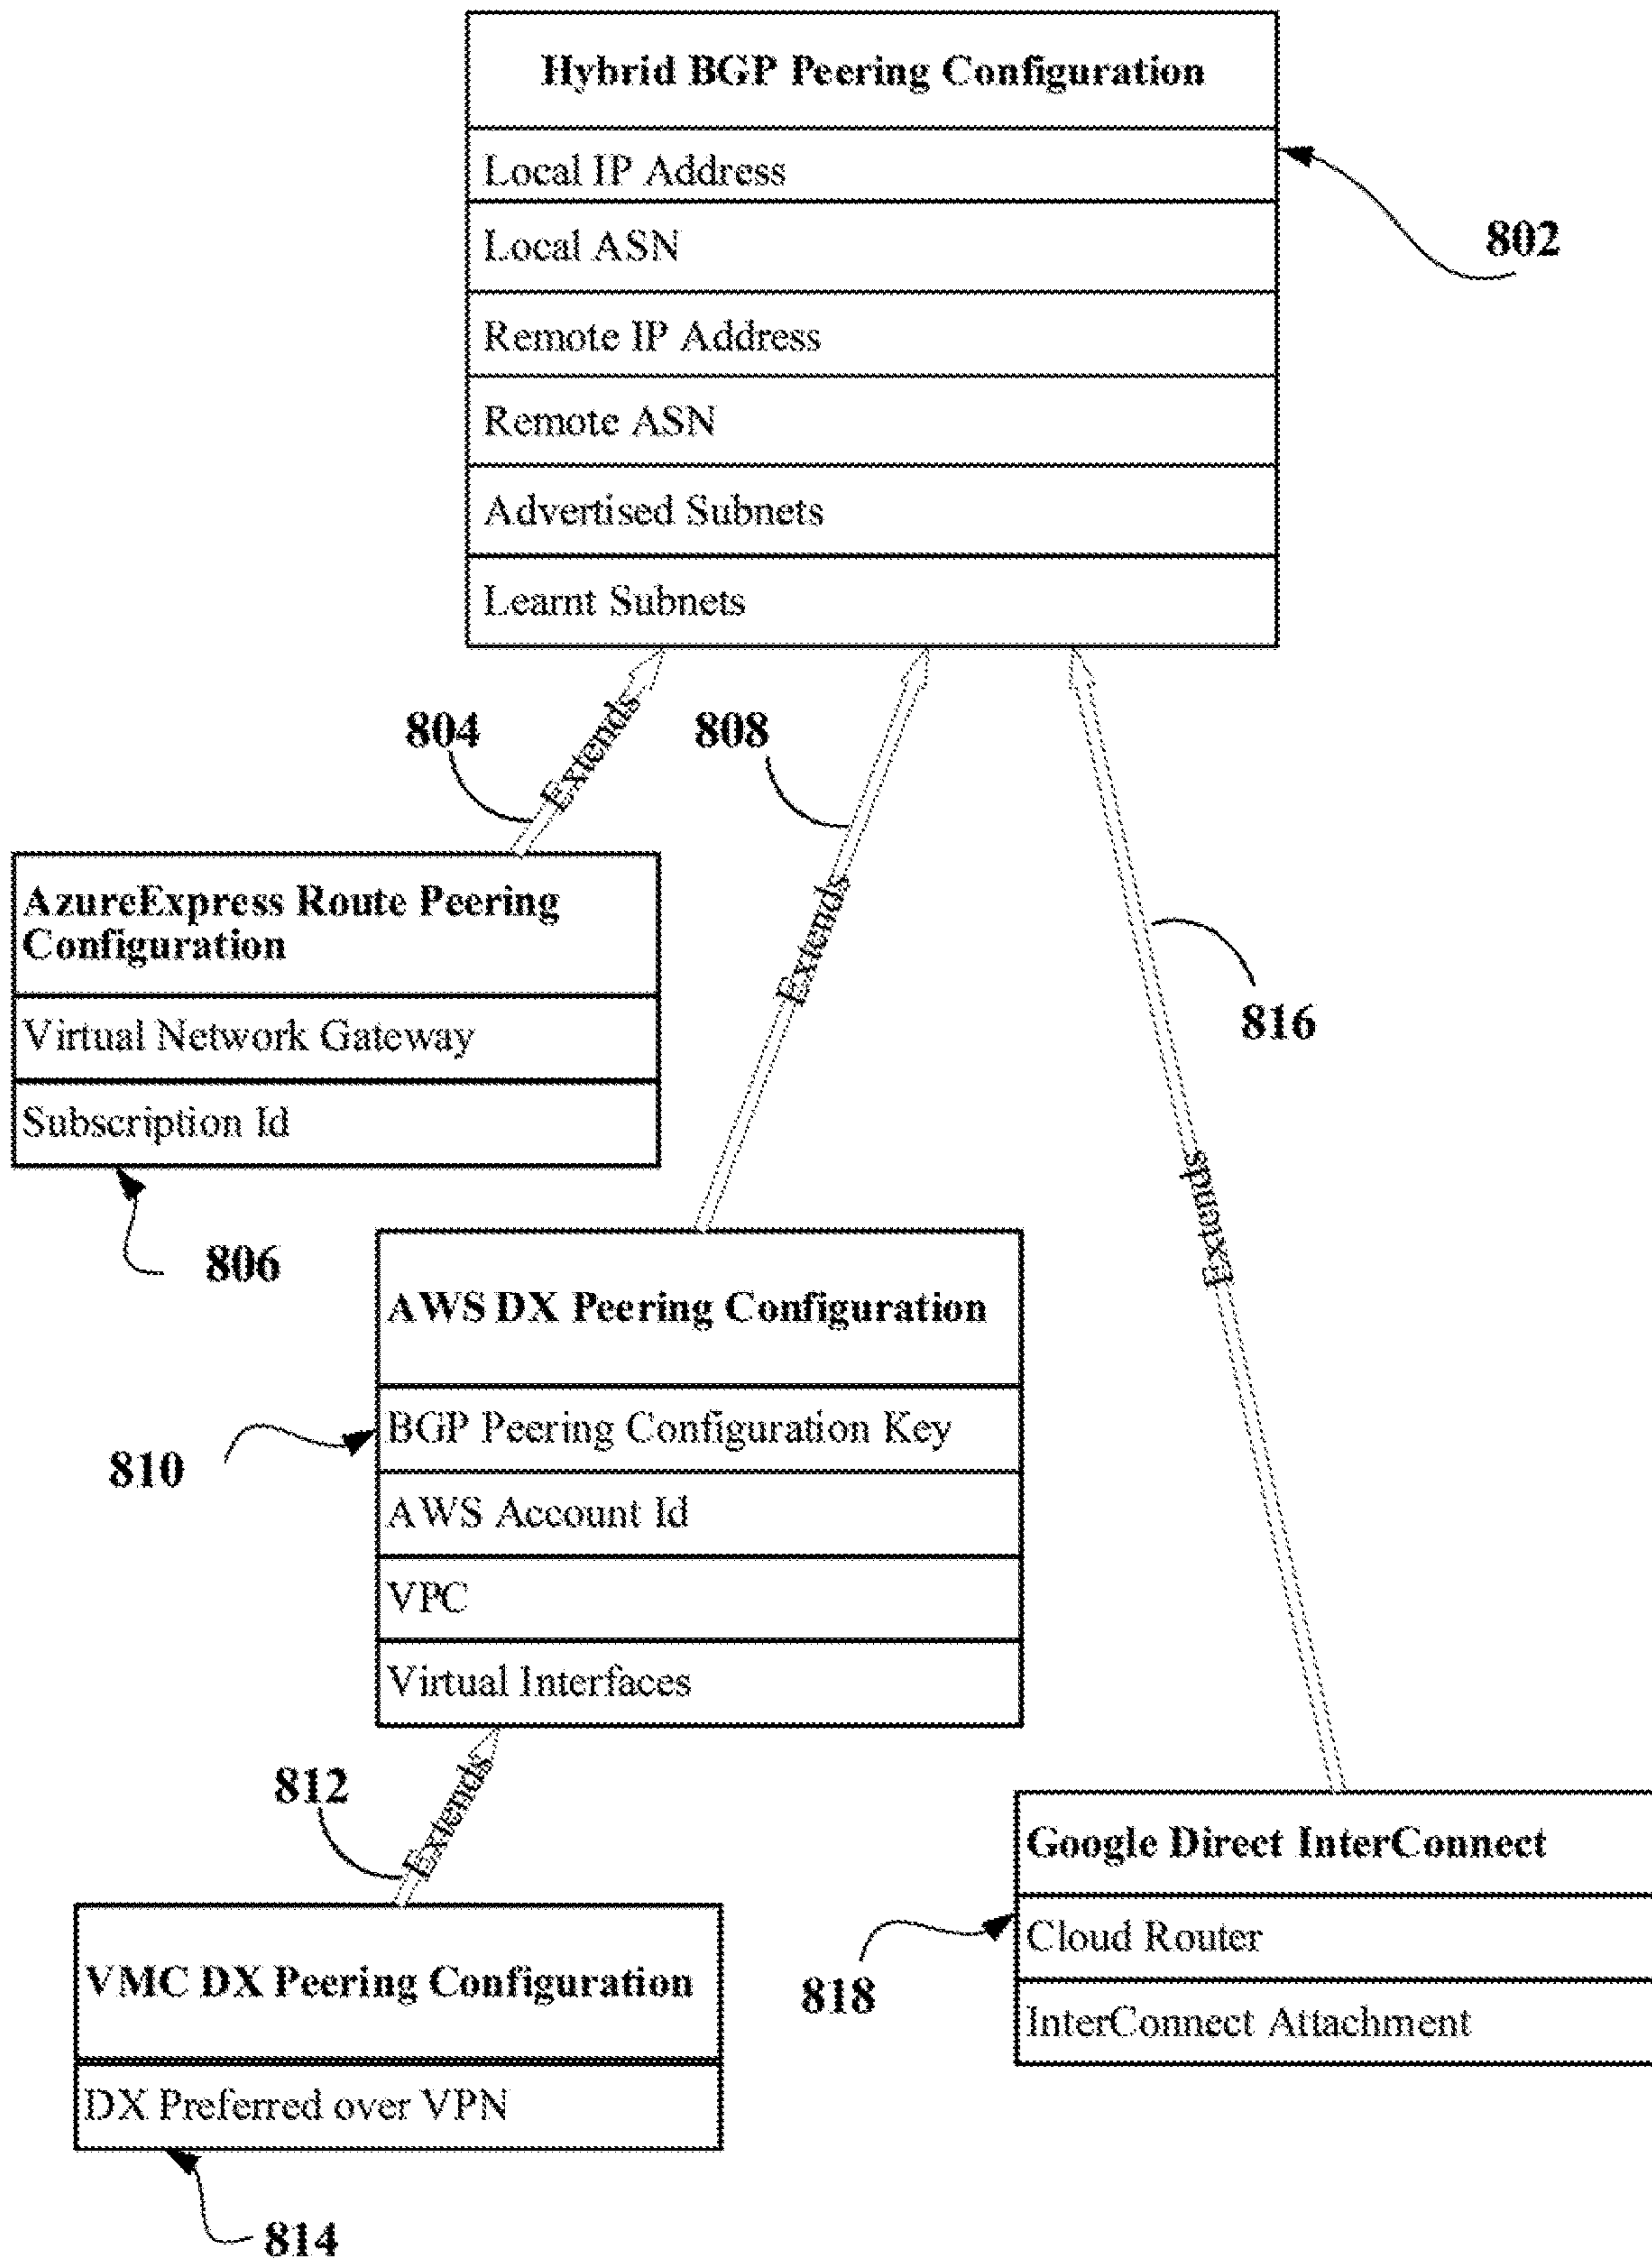 Hybrid BGP Peering Configuration
Local IP Address
802
Local ASN
Remote IP Address
Remote ASN
Advertised Subnets
Learnt Subnets
804
Extends
808
AzureExpress Route Peering
Configuration
Virtual Network Gateway
Subscription Id
806
Extends
816
Extends
AWS DX Peering Configuration
BGP Peering Configuration Key
810
AWS Account Id
VPC
Virtual Interfaces
812
Extends
VMC DX Peering Configuration
DX Preferred over VPN
814
Google Direct InterConnect
Cloud Router
818
InterConnect Attachment